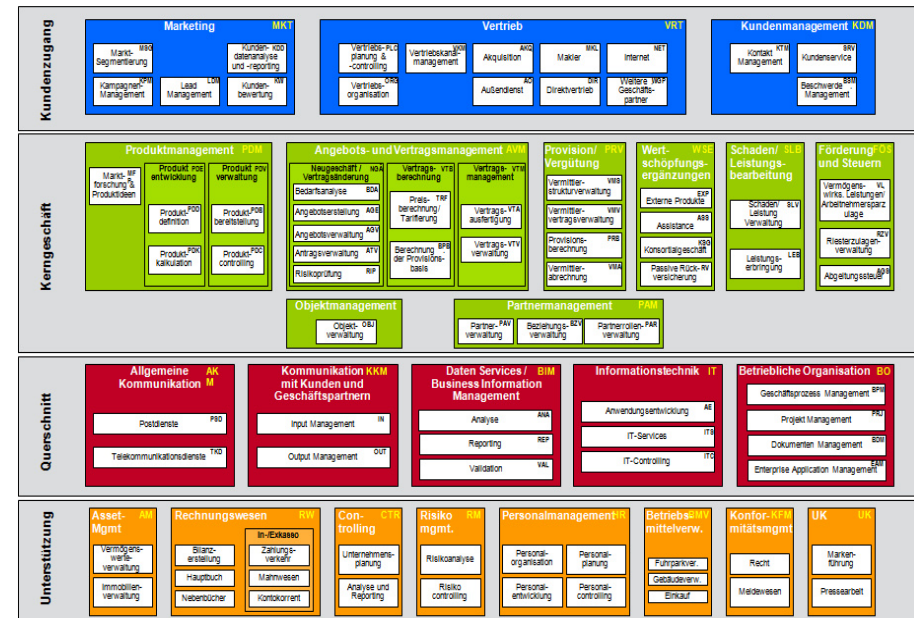 Kundenzugang
Marketing MKT
Markt- MSG
Segmentierung
Kunden- KDD
datenanalyse
und -reporting
Kampagnen- KPM
Management
Lead LDM
Management
Kunden- KW
bewertung
Vertrieb VRT
Vertriebs- PLC
planung &
-controlling
Vertriebskanal- VKM
management
Akquisition AKQ
Makler MKL
Internet NET
Vertriebs- ORG
organisation
Außendienst ACI
Direktvertrieb DIR
Weitere WGP
Geschäfts-
partner
Kundenmanagement KDM
Kontakt KTM
Management
Kundenservice SRV
Beschwerde BSM
Management
Kerngeschäft
Produktmanagement PDM
Markt- MF
forschung &
Produktideen
Produkt PDE
entwicklung
Produkt- PDD
definition
Produkt- PDK
kalkulation
Produkt PDV
verwaltung
Produkt- PDB
bereitstellung
Produkt- PDC
controlling
Angebots- und Vertragsmanagement AVM
Neugeschäft / NGA
Vertragsänderung
Bedarfsanalyse BDA
Angebotserstellung AGE
Angebotsverwaltung AGV
Antragsverwaltung ATV
Risikoprüfung RIP
Vertrags- VTB
berechnung
Preis- TRF
berechnung/
Tarifierung
Berechnung BPB
der Provisions-
basis
Vertrags- VTM
management
Vertrags- VTA
ausfertigung
Vertrags- VTV
verwaltung
Provision/ PRV
Vergütung
Vermittler- VMS
strukturverwaltung
Vermittler- VMV
vertragsverwaltung
Provisions- PRB
berechnung
Vermittler- VMA
abrechnung
Wert- WSE
schöpfungs-
ergänzungen
EXP
Externe Produkte
Assistance ASS
Konsortialgeschäft KSG
Passive Rück- RV
versicherung
Schaden/ SLB
Leistungs-
bearbeitung
Schaden/ SLV
Leistung
Verwaltung
Leistungs- LEB
erbringung
Förderung FÖS
und Steuern
Vermögens- VL
wirks. Leistungen/
Arbeitnehmersparz
ulage
RZV
Riesterzulagen-
verwaltung
Abgeltungssteuer AGS
Objektmanagement
Objekt- OBJ
verwaltung
Partnermanagement PAM
Partner- PAV
verwaltung
Beziehungs- BZV
verwaltung
Partnerrollen- PAR
verwaltung
Querschnitt
Allgemeine AK
Kommunikation M
Postdienste PSD
Telekommunikationsdienste TKD
Kommunikation KKM
mit Kunden und
Geschäftspartnern
Input Management IN
Output Management OUT
Daten Services / BIM
Business Information
Management
Analyse ANA
Reporting REP
Validation VAL
Informationstechnik IT
Anwendungsentwicklung AE
IT-Services ITS
IT-Controlling ITC
Betriebliche Organisation BO
Geschäftsprozess Management BPM
Projekt Management PRJ
Dokumenten Management BDM
Enterprise Application Management EAM
Unterstützung
Asset- AM
Mgmt
Vermögens-
werte-
verwaltung
Immobilien-
verwaltung
Rechnungswesen RW
Bilanz-
erstellung
Hauptbuch
Nebenbücher
In-/Exkasso
Zahlungs-
verkehr
Mahnwesen
Kontokorrent
Con- CTR
trolling
Unternehmens-
planung
Analyse und
Reporting
Risiko RM
mgmt.
Risikoanalyse
Risiko
controlling
Personalmanagement HR
Personal-
organisation
Personal-
planung
Personal-
entwicklung
Personal-
controlling
Betriebs- BMV
mittelverw.
Fuhrparkver.
Gebäudeverw.
Einkauf
Konfor- KFM
mitätsmgmt
Recht
Meldewesen
UK UK
Marken-
führung
Pressearbeit